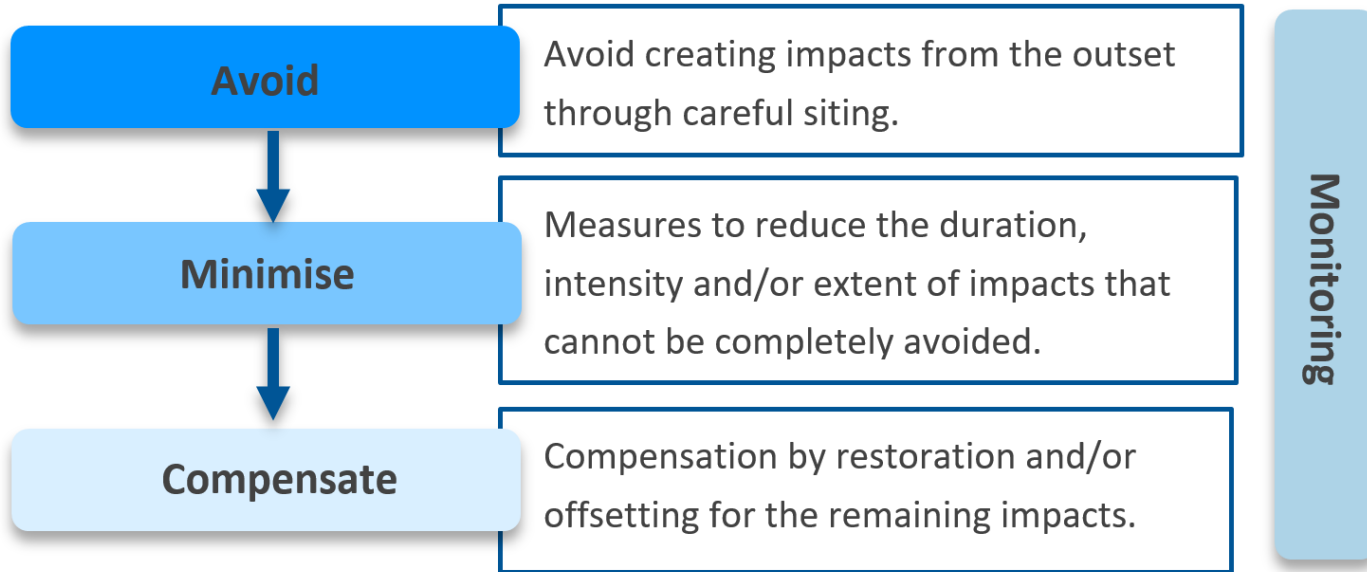 Avoid
Avoid creating impacts from the outset
through careful siting.
Minimise
Measures to reduce the duration,
intensity and/or extent of impacts that
cannot be completely avoided.
Compensate
Compensation by restoration and/or
offsetting for the remaining impacts.
Monitoring